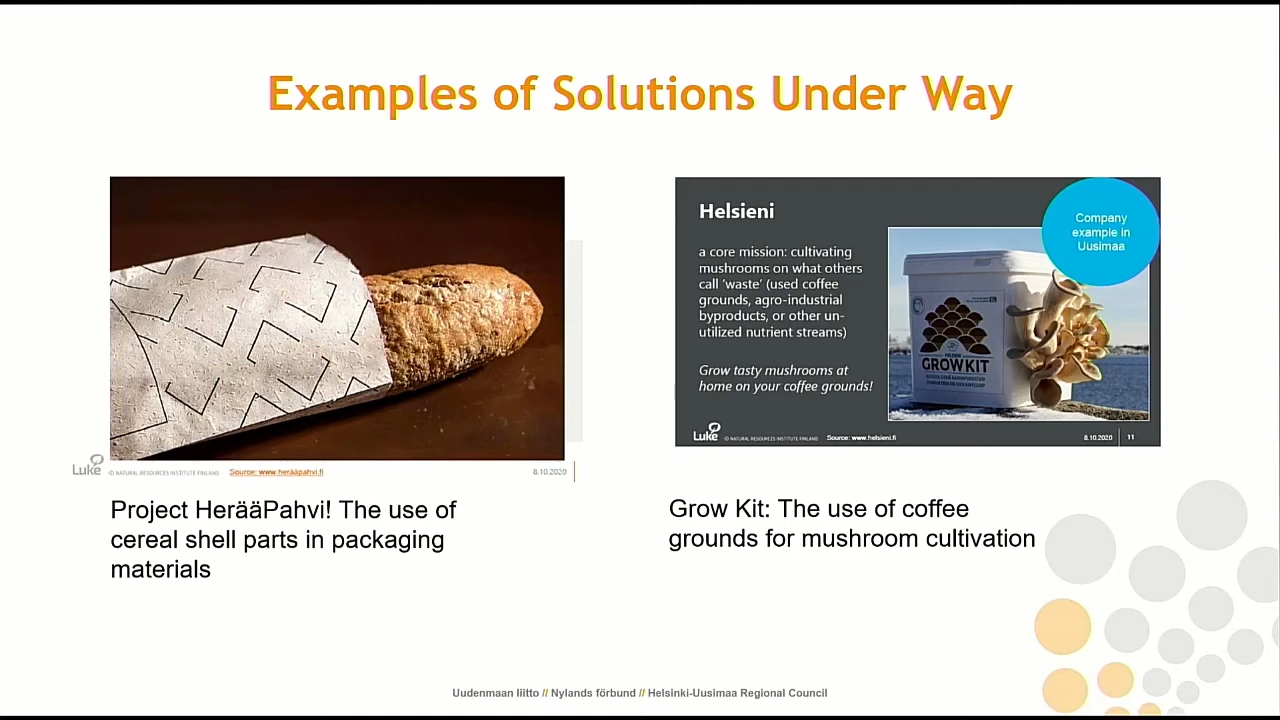 Examples of Solutions Under Way
Luke © NATURAL RESOURCES INSTITUTE FINLAND Source: www.herääpahvi.fi 8.10.2020
Project HerääPahvi! The use of
cereal shell parts in packaging
materials
Helsieni
a core mission: cultivating
mushrooms on what others
call ‘waste’ (used coffee
grounds, agro-industrial
byproducts, or other un-
utilized nutrient streams)
Grow tasty mushrooms at
home on your coffee grounds!
Company
example in
Uusimaa
HELSIENI
GROWKIT
Luke © NATURAL RESOURCES INSTITUTE FINLAND Source: www.helsieni.fi 8.10.2020 11
Grow Kit: The use of coffee
grounds for mushroom cultivation
Uudenmaan liitto // Nylands förbund // Helsinki-Uusimaa Regional Council